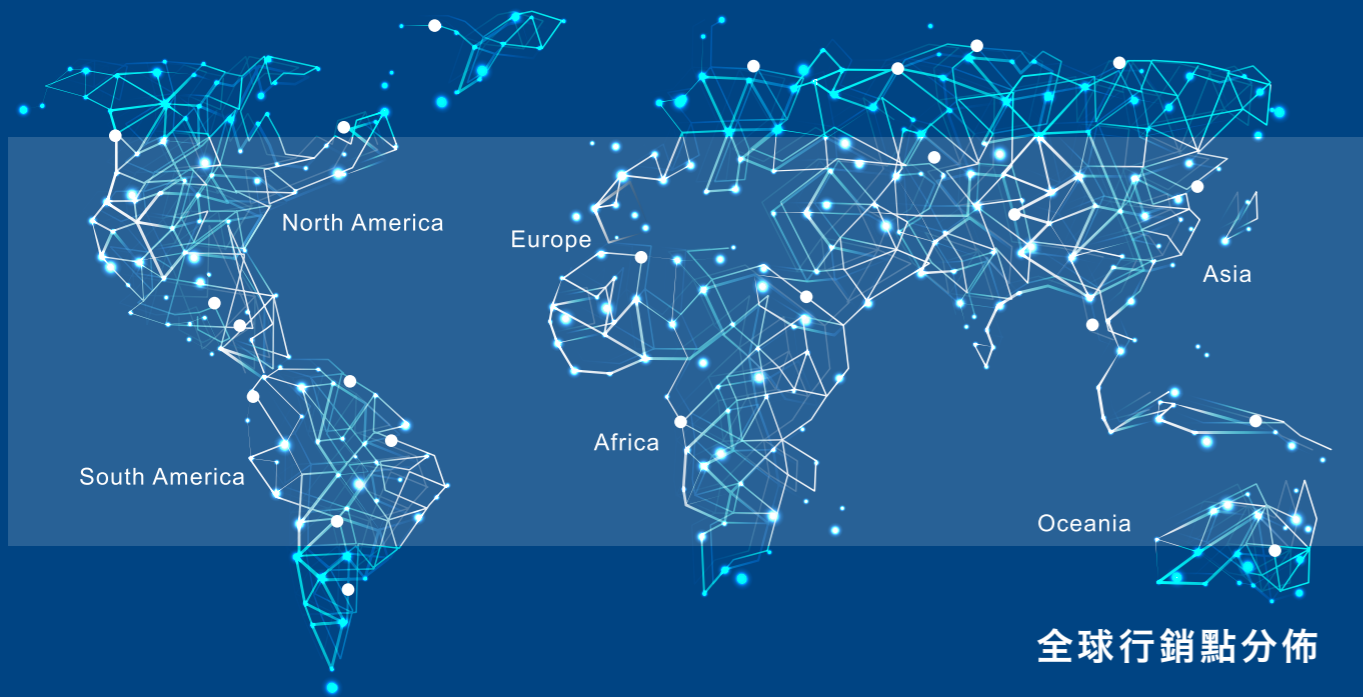 North America
Europe
Asia
Africa
South America
Oceania
全球行銷點分佈